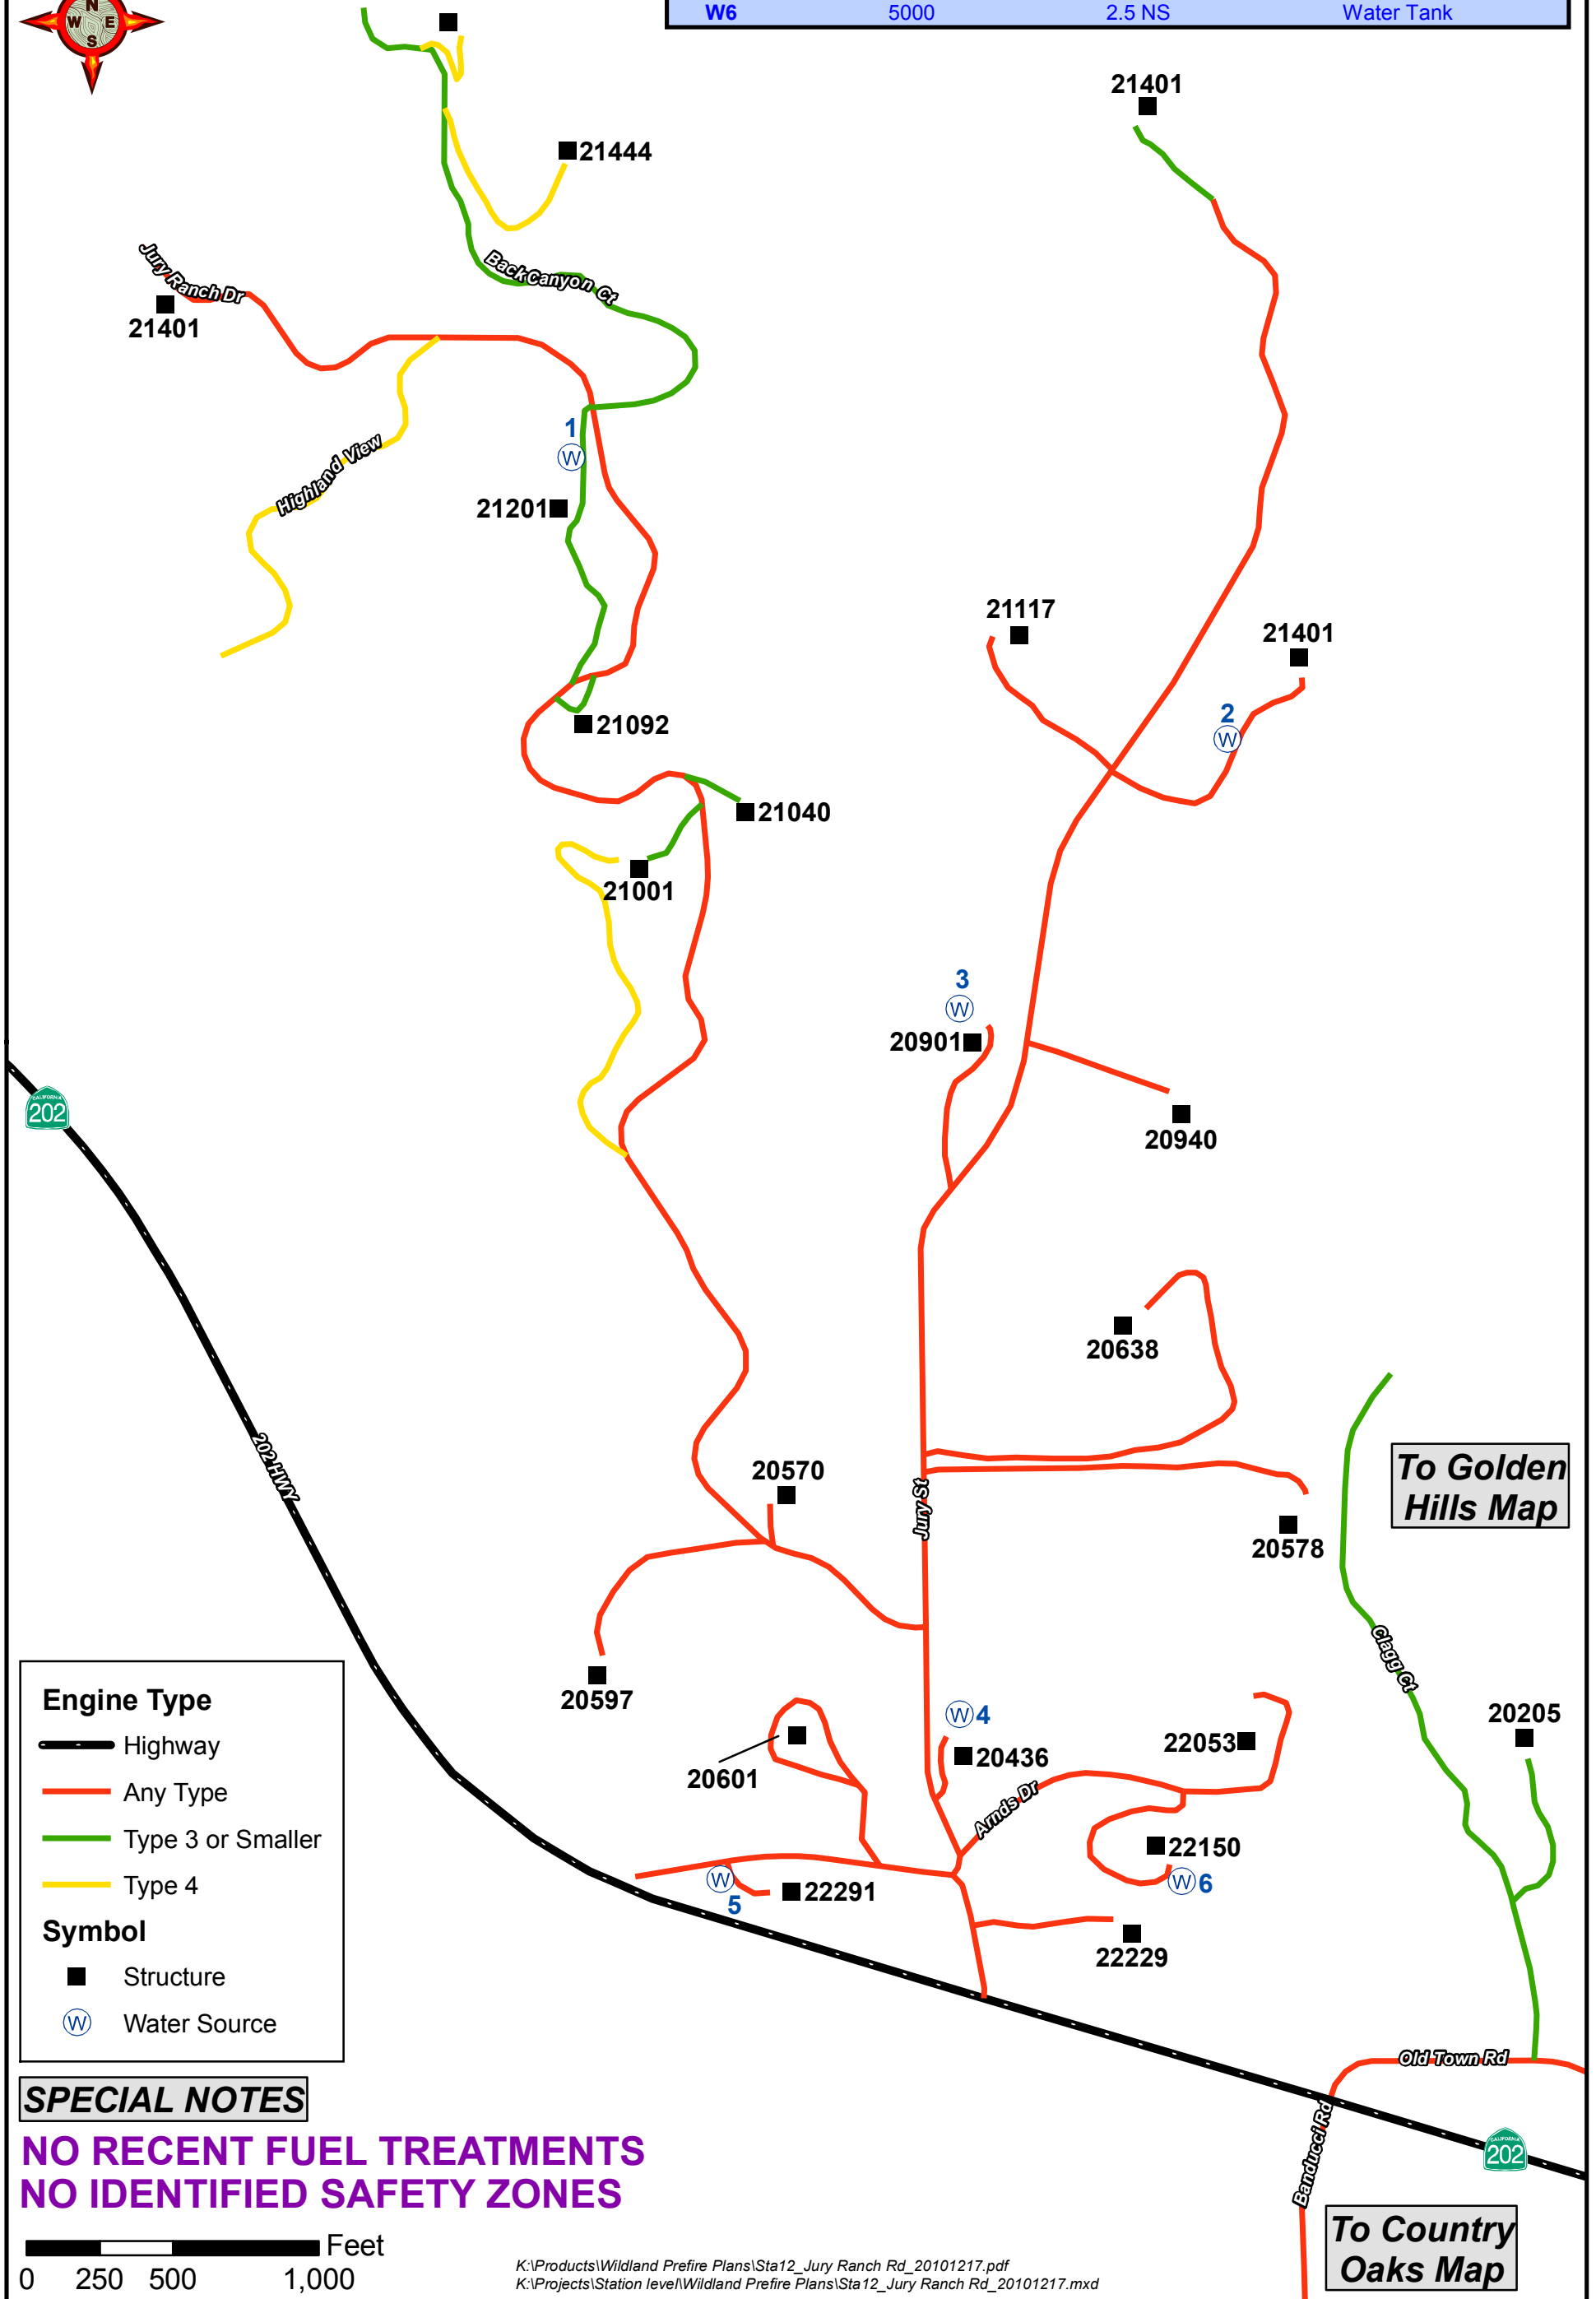 N
W E
S
W6 5000 2.5 NS Water Tank
21401
21444
BackCanyon Ct
Jury Ranch Dr
21401
1
W
Highland View
21201
21117
21401
2
W
21092
21040
21001
3
W
20901
CALIFORNIA
202
20940
20638
202 HWY
To Golden
Hills Map
20570
Jury St
20578
Clagg Ct
20597
W 4
20205
22053
20436
20601
Arnds Dr
22150
W 6
W
5
22291
22229
Engine Type
Highway
Any Type
Type 3 or Smaller
Type 4
Symbol
Structure
W Water Source
Old Town Rd
SPECIAL NOTES
Banducci Rd
CALIFORNIA
202
NO RECENT FUEL TREATMENTS
NO IDENTIFIED SAFETY ZONES
To Country
Oaks Map
Feet
0 250 500 1,000
K:\Products\Wildland Prefire Plans\Sta12_Jury Ranch Rd_20101217.pdf
K:\Projects\Station level\Wildland Prefire Plans\Sta12_Jury Ranch Rd_20101217.mxd